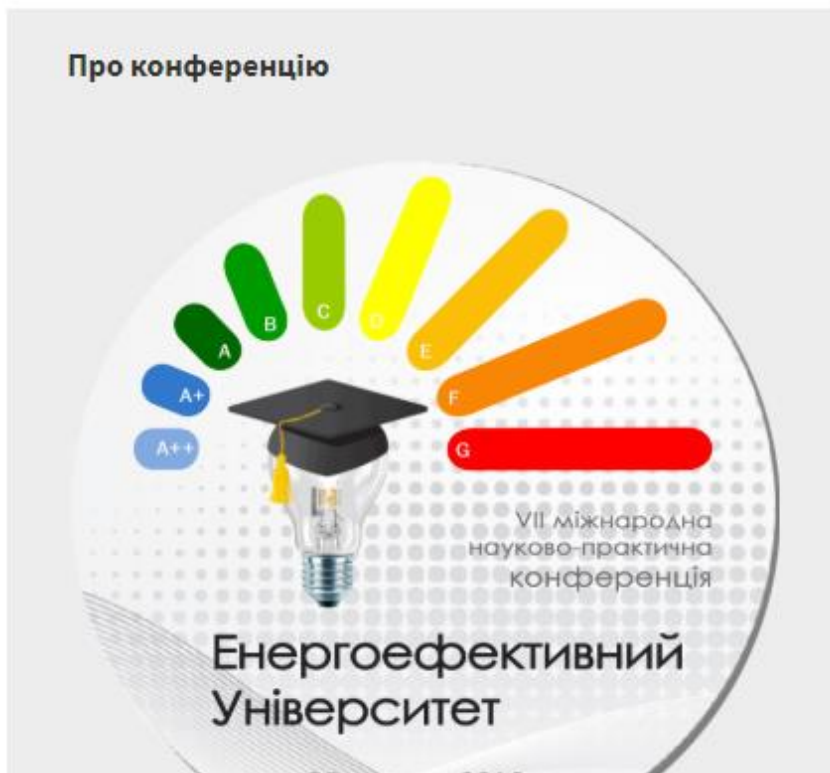 Про конференцію
C
D
B
E
A
F
A+
A++
G
VII міжнародна
науково-практична
конференція
Енергоефективний
Університет